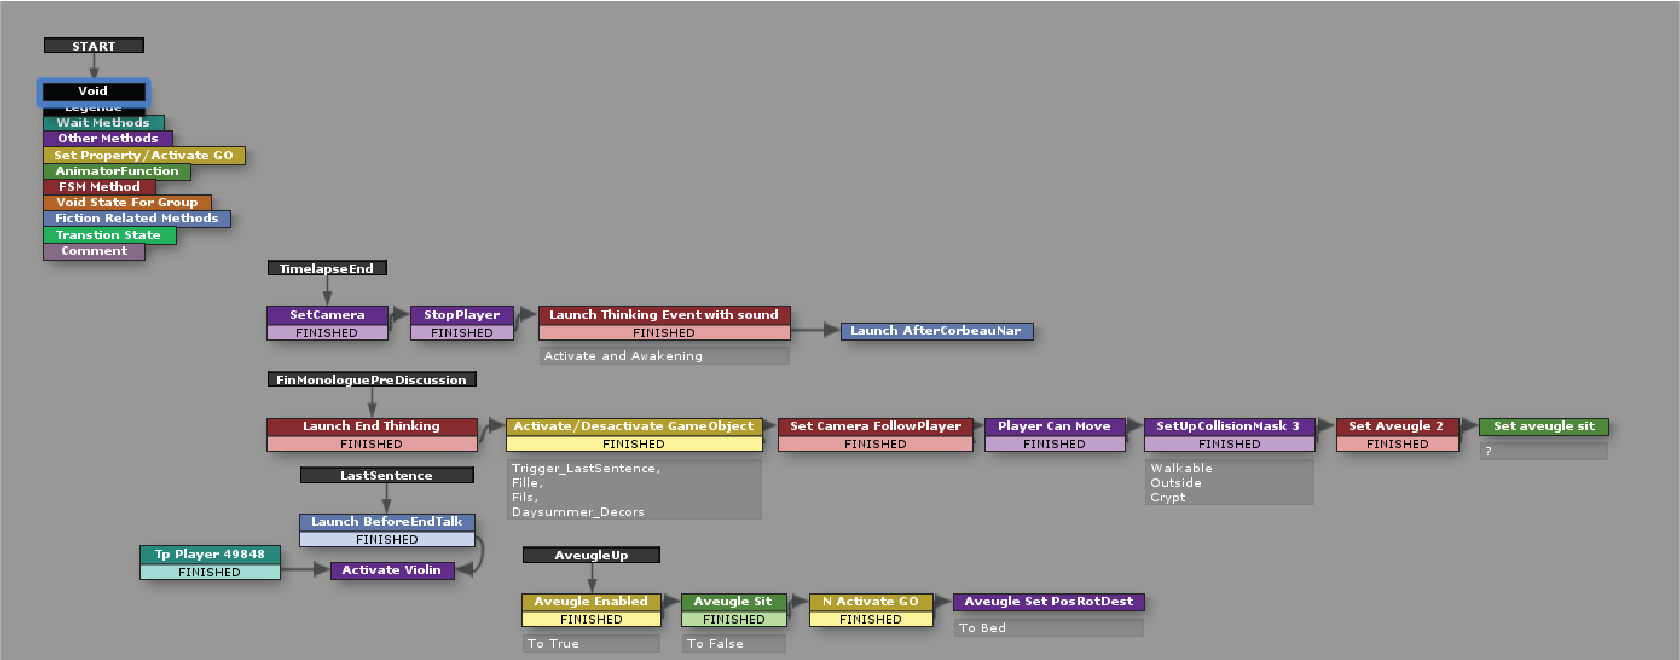 START
Void
Legende
Wait Methods
Other Methods
Set Property/Activate GO
AnimatorFunction
FSM Method
Void State For Group
Fiction Related Methods
Transtion State
Comment
TimelapseEnd
SetCamera
FINISHED
StopPlayer
FINISHED
Launch Thinking Event with sound
FINISHED
Activate and Awakening
Launch AfterCorbeauNar
FinMonologuePreDiscussion
Launch End Thinking
FINISHED
Activate/Desactivate GameObject
FINISHED
Trigger_LastSentence,
Fille,
Fils,
Daysummer_Decors
Set Camera FollowPlayer
FINISHED
Player Can Move
FINISHED
SetUpCollisionMask 3
FINISHED
Walkable
Outside
Crypt
Set Aveugle 2
FINISHED
Set aveugle sit
?
LastSentence
Launch BeforeEndTalk
FINISHED
Tp Player 49848
FINISHED
Activate Violin
AveugleUp
Aveugle Enabled
FINISHED
To True
Aveugle Sit
FINISHED
To False
N Activate GO
FINISHED
Aveugle Set PosRotDest
To Bed